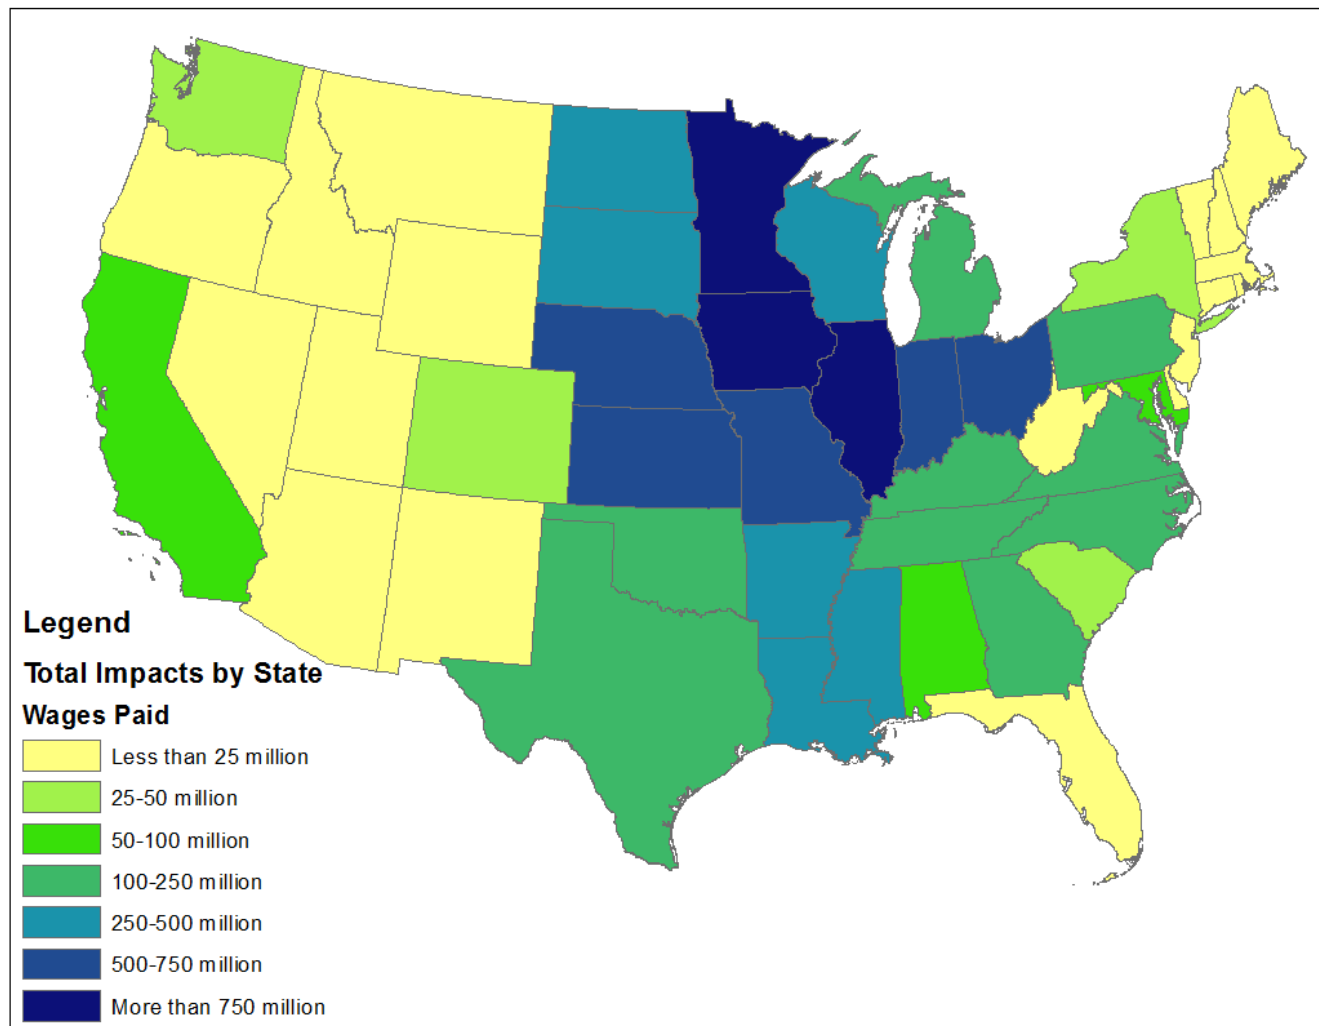 Legend
Total Impacts by State
Wages Paid
Less than 25 million
25-50 million
50-100 million
100-250 million
250-500 million
500-750 million
More than 750 million